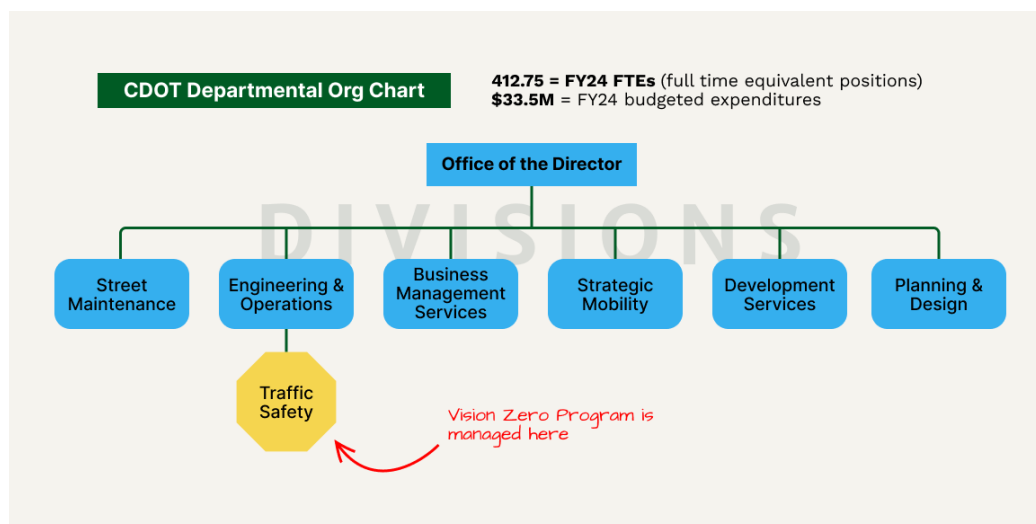 CDOT Departmental Org Chart
412.75 = FY24 FTEs (full time equivalent positions)
$33.5M = FY24 budgeted expenditures
Office of the Director
DIVISIONS
Street
Maintenance
Engineering &
Operations
Business
Management
Services
Strategic
Mobility
Development
Services
Planning &
Design
Traffic
Safety
Vision Zero Program is
managed here